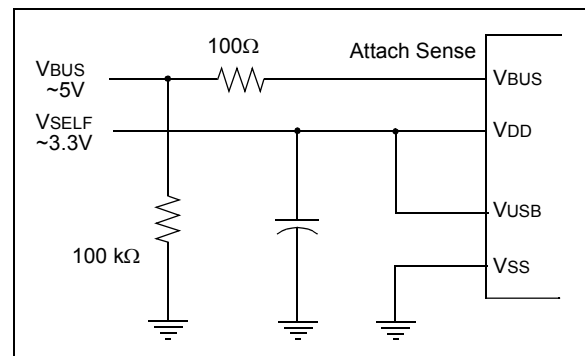 100Ω
Attach Sense
VBUS
~5V
VBUS
VSELF
~3.3V
VDD
100 kΩ
VUSB
VSS